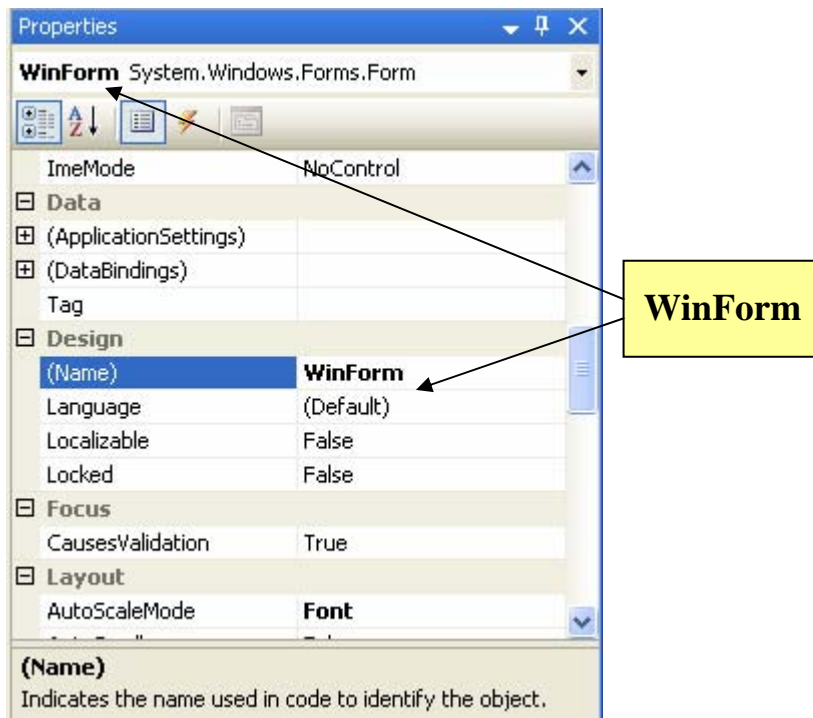 Properties
WinForm System.Windows.Forms.Form
ImeMode NoControl
Data
(ApplicationSettings)
(DataBindings)
Tag
Design
(Name) WinForm
Language (Default)
Localizable False
Locked False
Focus
CausesValidation True
Layout
AutoScaleMode Font
(Name)
Indicates the name used in code to identify the object.
WinForm